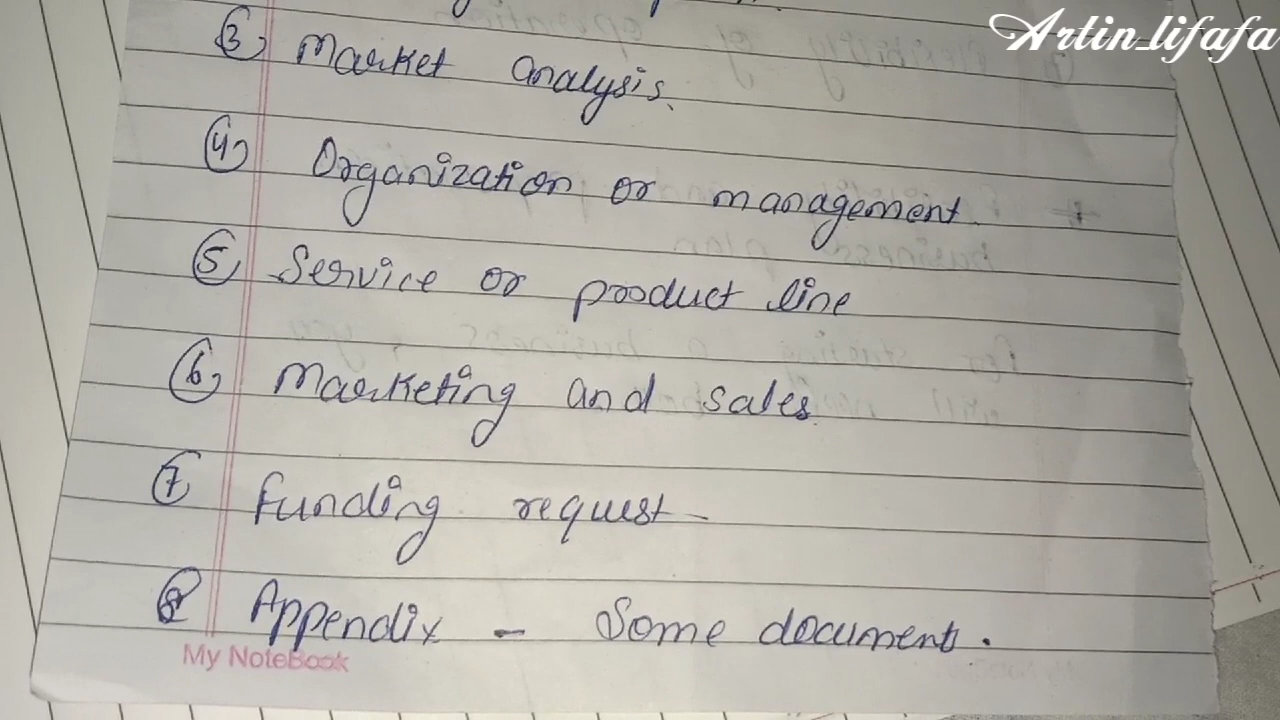 Artin_lifafa
3) Market analysis.
4) Organization or management.
5) Service or product line
6) Marketing and sales.
7) funding request -
8) Appendix - Some document.
My NoteBook